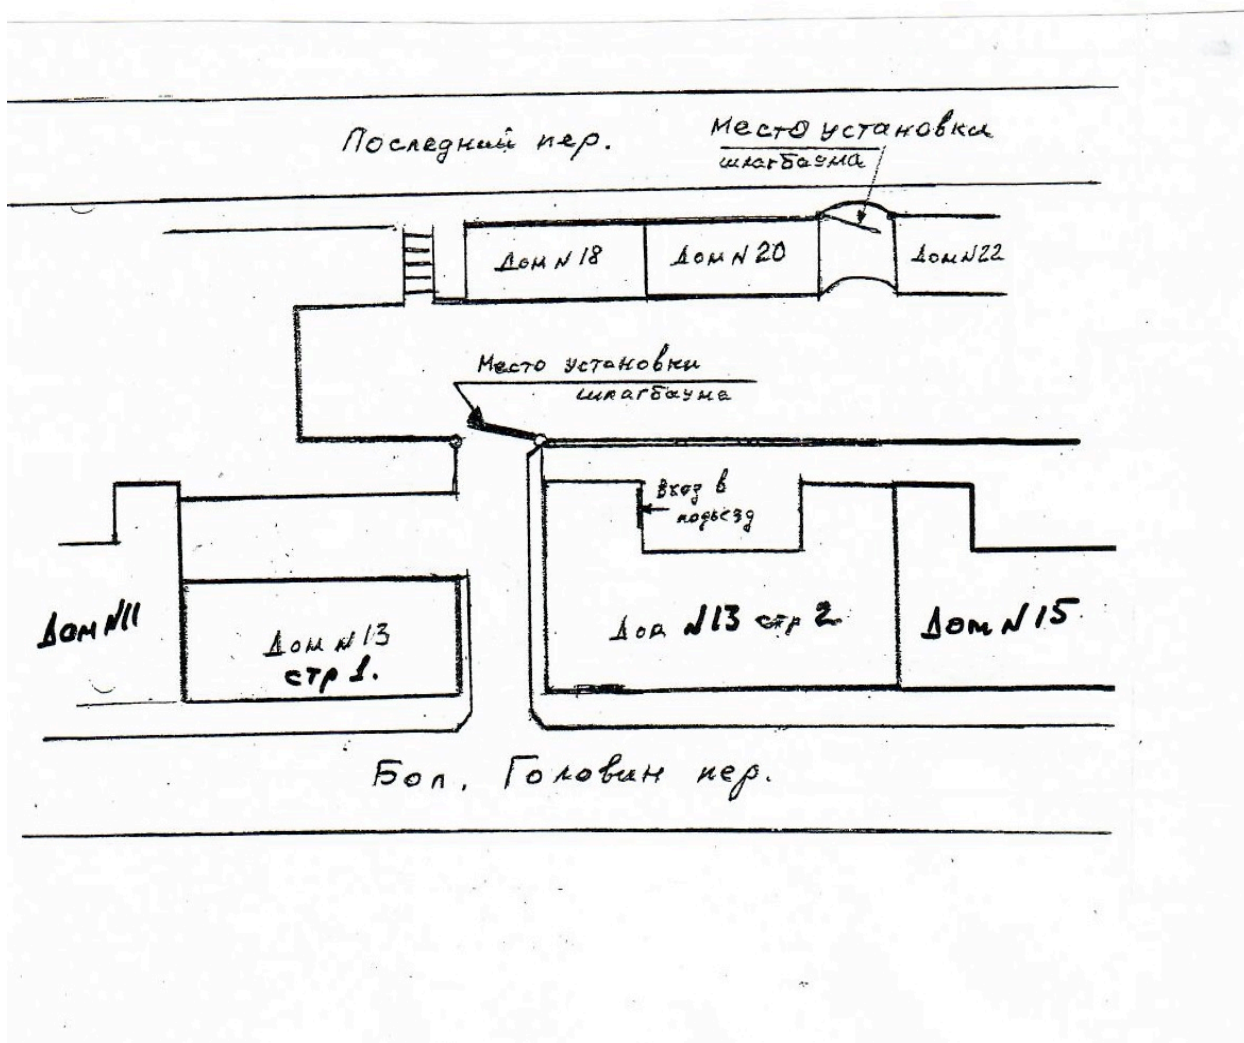 Последний пер.
Место установки
шлагбаума
Дом N 18
Дом N 20
Дом N 22
Место установки
шлагбаума
Вход в
подьезд
Дом N 11
Дом N 13
стр 1.
Дом N 13 стр 2
Дом N 15
Бол. Головин пер.